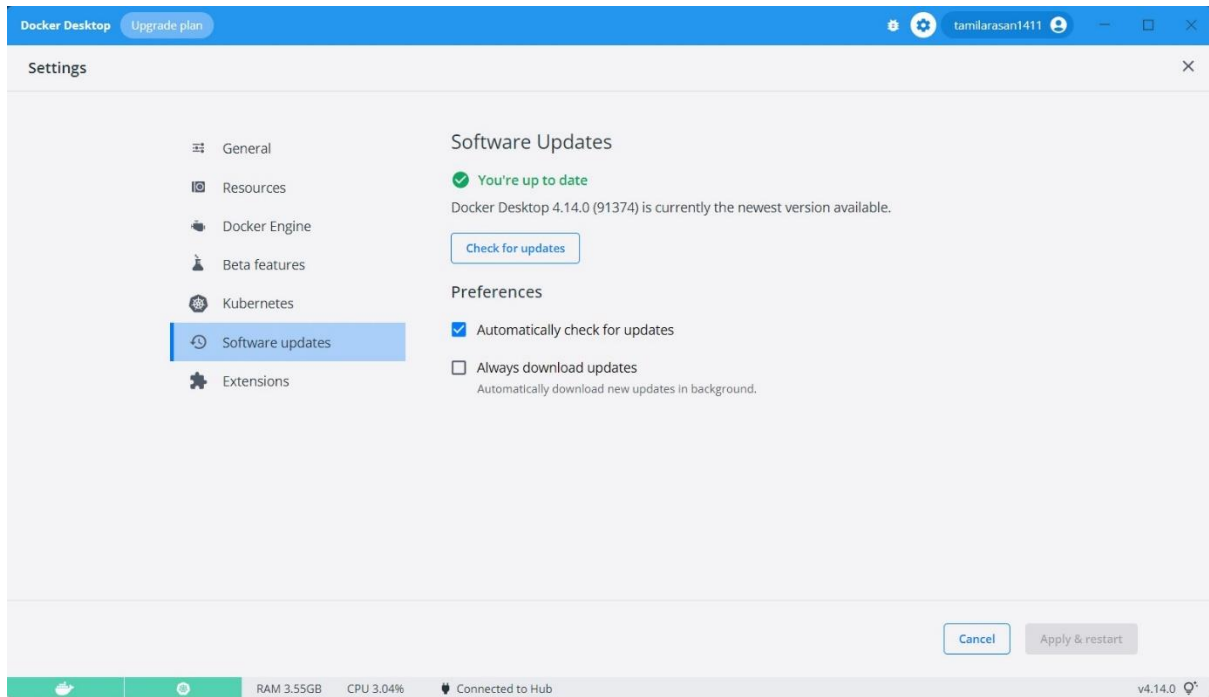 Docker Desktop Upgrade plan tamilarasan1411
Settings
General
Resources
Docker Engine
Beta features
Kubernetes
Software updates
Extensions
Software Updates
You're up to date
Docker Desktop 4.14.0 (91374) is currently the newest version available.
Check for updates
Preferences
Automatically check for updates
Always download updates
Automatically download new updates in background.
Cancel Apply & restart
RAM 3.55GB CPU 3.04% Connected to Hub v4.14.0